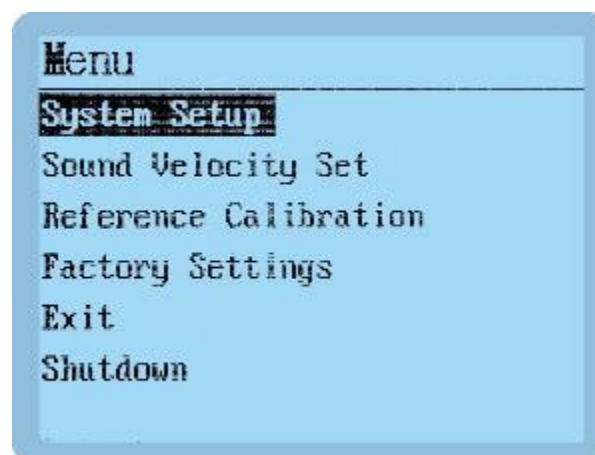 Menu
System Setup
Sound Velocity Set
Reference Calibration
Factory Settings
Exit
Shutdown